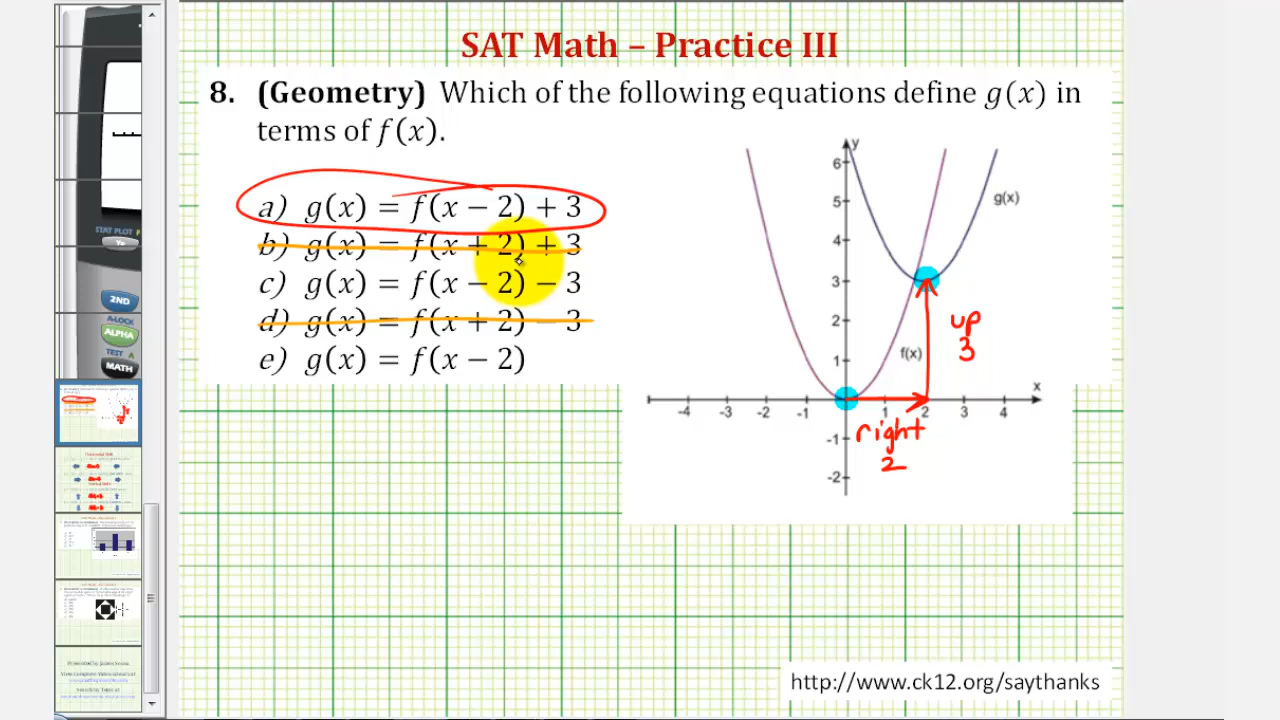 SAT Math – Practice III
8. (Geometry) Which of the following equations define g(x) in
terms of f(x).
a) g(x) = f(x − 2) + 3
b) g(x) = f(x + 2) + 3
c) g(x) = f(x − 2) − 3
d) g(x) = f(x + 2) − 3
e) g(x) = f(x − 2)
y
6
5
4
3
2
1
-1
-2
g(x)
f(x)
up
3
x
-4 -3 -2 -1 1 2 3 4
right
2
STAT PLOT F
Y=
2ND
A-LOCK
ALPHA
TEST A
MATH
http://www.ck12.org/saythanks